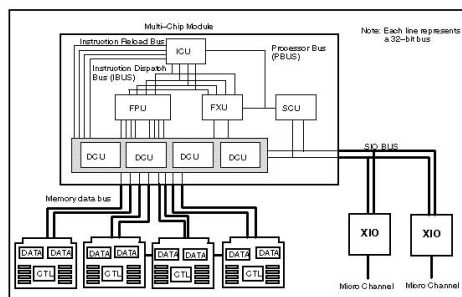 Multi-Chip Module
Note: Each line represents
a 32-bit bus
Instruction Reload Bus
ICU
Processor Bus
(PBUS)
Instruction Dispatch
Bus (IBUS)
FPU
FXU
SCU
DCU
DCU
DCU
DCU
SIO BUS
Memory data bus
XIO
XIO
DATA DATA
DATA DATA
DATA DATA
DATA DATA
CTL
CTL
CTL
CTL
Micro Channel
Micro Channel